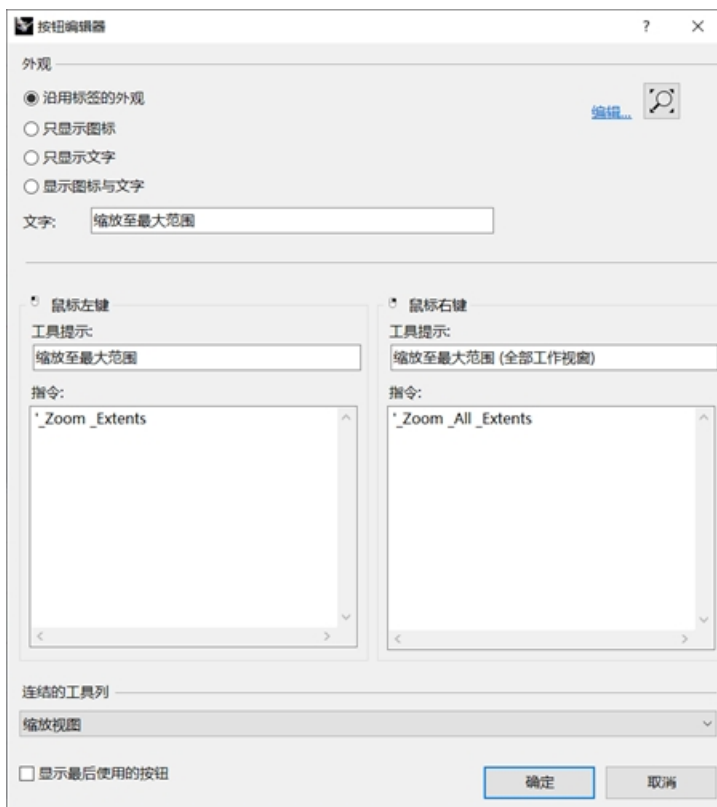 按钮编辑器
外观
沿用标签的外观
编辑...
只显示图标
只显示文字
显示图标与文字
文字: 缩放至最大范围
鼠标左键
工具提示:
缩放至最大范围
指令:
'_Zoom _Extents
鼠标右键
工具提示:
缩放至最大范围 (全部工作视窗)
指令:
'_Zoom _All _Extents
连结的工具列
缩放视图
显示最后使用的按钮
确定 取消